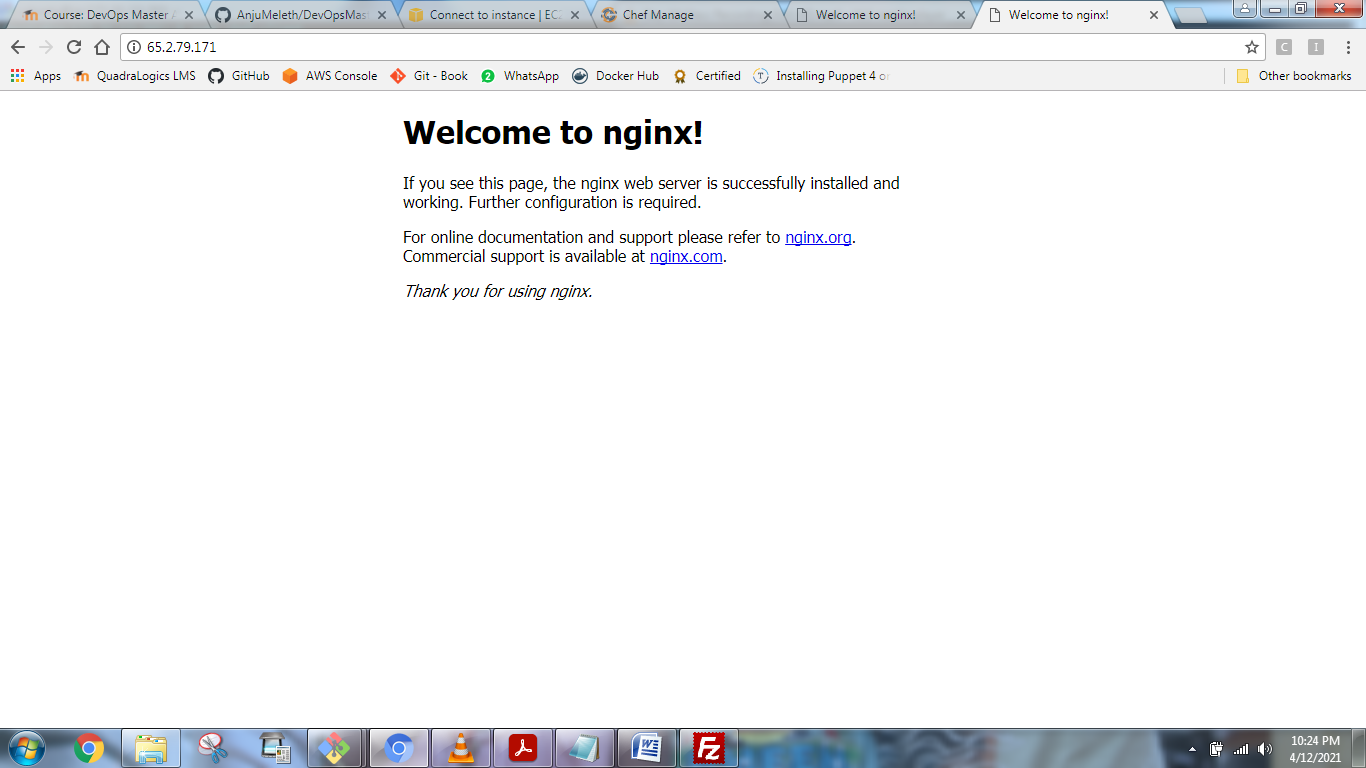 Course: DevOps Master A
AnjuMeleth/DevOpsMas
Connect to instance | EC2
Chef Manage
Welcome to nginx!
Welcome to nginx!
65.2.79.171
C
I
Apps
QuadraLogics LMS
GitHub
AWS Console
Git - Book
2
WhatsApp
Docker Hub
Certified
T
Installing Puppet 4 o
Other bookmarks
Welcome to nginx!
If you see this page, the nginx web server is successfully installed and
working. Further configuration is required.
For online documentation and support please refer to nginx.org.
Commercial support is available at nginx.com.
Thank you for using nginx.
W
FZ
10:24 PM
4/12/2021